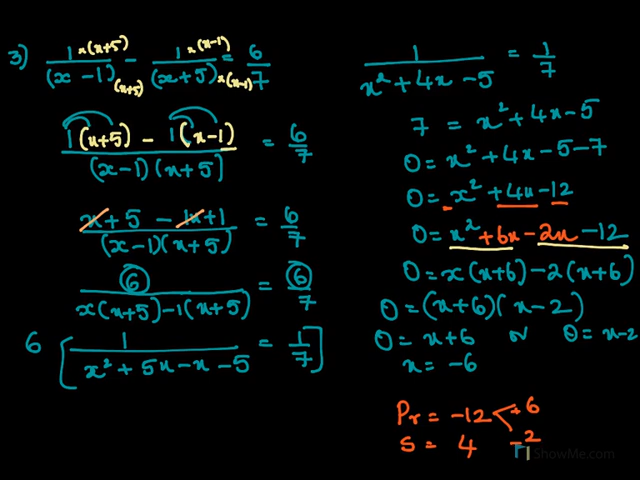 3) 1 x(x+5) / (x - 1) (x+5) - 1 x(x-1) / (x+5) x(x-1) = 6/7
1(x+5) - 1(x-1) / (x-1)(x+5) = 6/7
x + 5 - 1x + 1 / (x-1)(x+5) = 6/7
6 / x(x+5) - 1(x+5) = 6/7
6 [ 1 / x² + 5x - x - 5 = 1/7 ]
1 / x² + 4x - 5 = 1/7
7 = x² + 4x - 5
0 = x² + 4x - 5 - 7
0 = x² + 4x - 12
0 = x² + 6x - 2x - 12
0 = x(x+6) - 2(x+6)
0 = (x+6)(x-2)
0 = x+6 or 0 = x-2
x = -6
Pr = -12 < +6
S = 4 -2
ShowMe.com